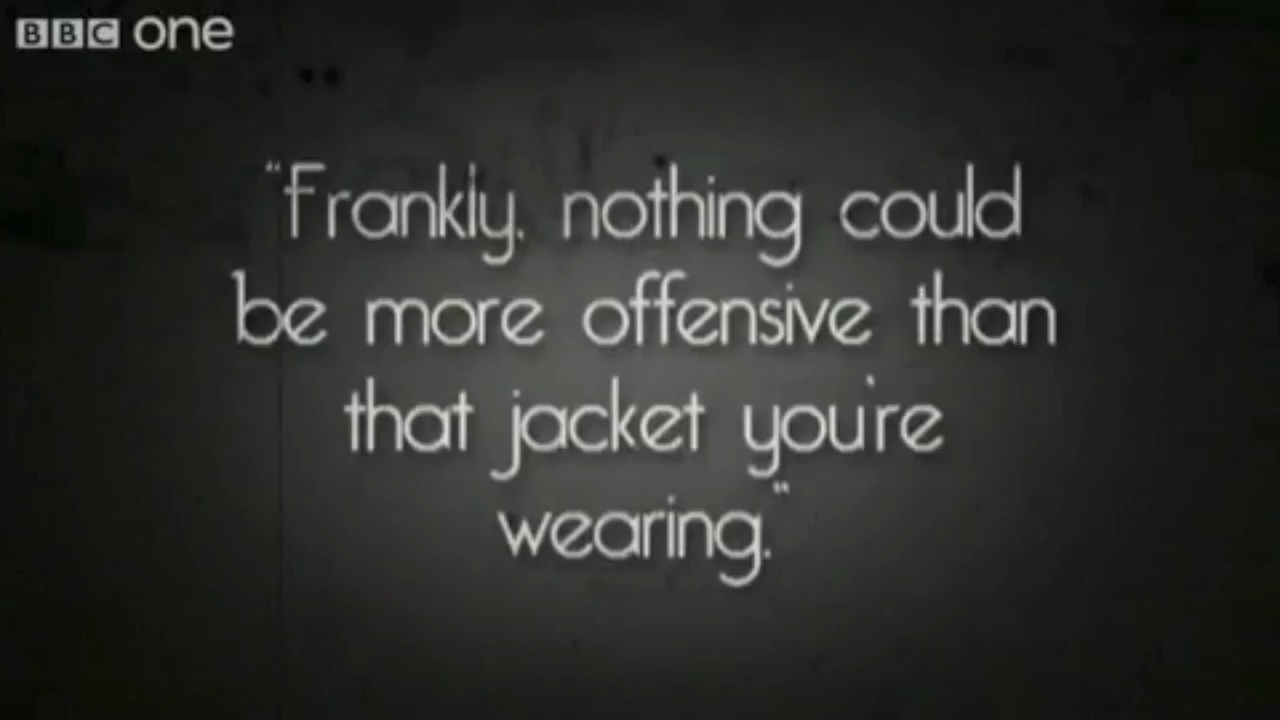 BBC one
"Frankly, nothing could
be more offensive than
that jacket you're
wearing."